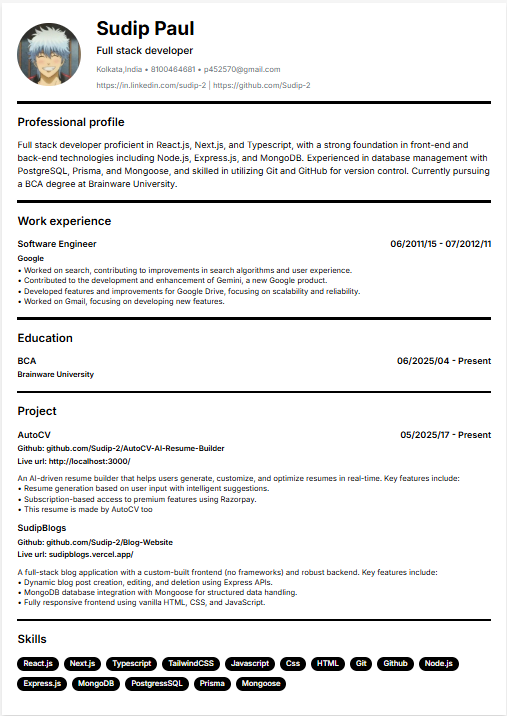 Sudip Paul
Full stack developer
Kolkata,India • 8100464681 • p452570@gmail.com
https://in.linkedin.com/sudip-2 | https://github.com/Sudip-2
Professional profile
Full stack developer proficient in React.js, Next.js, and Typescript, with a strong foundation in front-end and
back-end technologies including Node.js, Express.js, and MongoDB. Experienced in database management with
PostgreSQL, Prisma, and Mongoose, and skilled in utilizing Git and GitHub for version control. Currently pursuing
a BCA degree at Brainware University.
Work experience
Software Engineer 06/2011/15 - 07/2012/11
Google
• Worked on search, contributing to improvements in search algorithms and user experience.
• Contributed to the development and enhancement of Gemini, a new Google product.
• Developed features and improvements for Google Drive, focusing on scalability and reliability.
• Worked on Gmail, focusing on developing new features.
Education
BCA 06/2025/04 - Present
Brainware University
Project
AutoCV 05/2025/17 - Present
Github: github.com/Sudip-2/AutoCV-AI-Resume-Builder
Live url: http://localhost:3000/
An AI-driven resume builder that helps users generate, customize, and optimize resumes in real-time. Key features include:
• Resume generation based on user input with intelligent suggestions.
• Subscription-based access to premium features using Razorpay.
• This resume is made by AutoCV too
SudipBlogs
Github: github.com/Sudip-2/Blog-Website
Live url: sudipblogs.vercel.app/
A full-stack blog application with a custom-built frontend (no frameworks) and robust backend. Key features include:
• Dynamic blog post creation, editing, and deletion using Express APIs.
• MongoDB database integration with Mongoose for structured data handling.
• Fully responsive frontend using vanilla HTML, CSS, and JavaScript.
Skills
React.js Next.js Typescript TailwindCSS Javascript Css HTML Git Github Node.js
Express.js MongoDB PostgressSQL Prisma Mongoose